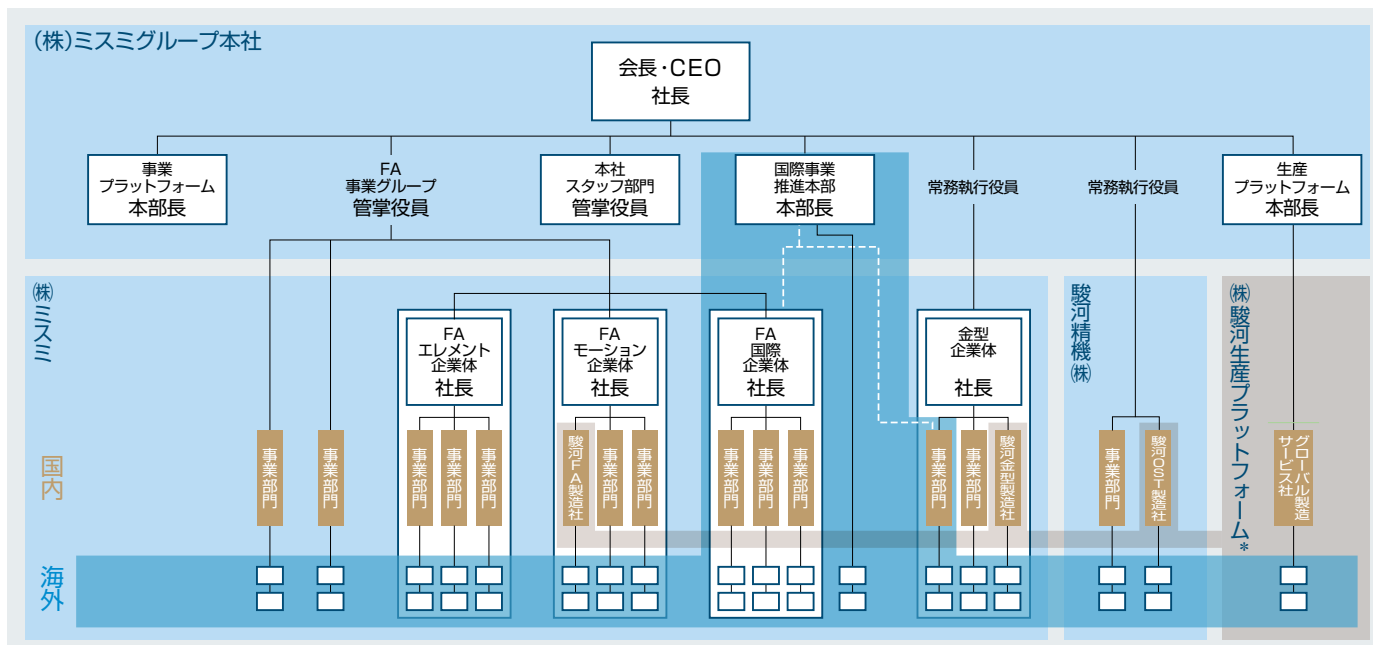 (株)ミスミグループ本社
会長・CEO
社長
事業
プラットフォーム
本部長
FA
事業グループ
管掌役員
本社
スタッフ部門
管掌役員
国際事業
推進本部
本部長
常務執行役員
常務執行役員
生産
プラットフォーム
本部長
㈱ミスミ
FA
エレメント
企業体
社長
FA
モーション
企業体
社長
FA
国際
企業体
社長
金型
企業体
社長
駿河精機㈱
㈱駿河生産プラットフォーム*
国内
事業部門
事業部門
事業部門
事業部門
事業部門
駿河FA製造社
事業部門
事業部門
事業部門
事業部門
事業部門
事業部門
事業部門
駿河金型製造社
事業部門
駿河OST製造社
グローバル製造
サービス社
海外